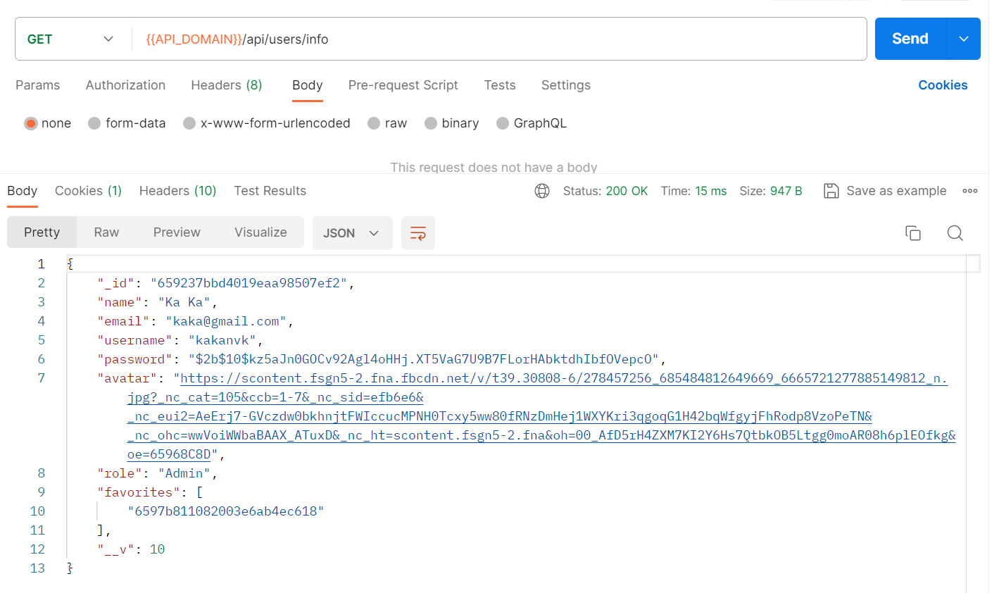 GET {{API_DOMAIN}}/api/users/info Send
Params Authorization Headers (8) Body Pre-request Script Tests Settings Cookies
none form-data x-www-form-urlencoded raw binary GraphQL
This request does not have a body
Body Cookies (1) Headers (10) Test Results Status: 200 OK Time: 15 ms Size: 947 B Save as example
Pretty Raw Preview Visualize JSON
1 {
2 "_id": "659237bbd4019eaa98507ef2",
3 "name": "Ka Ka",
4 "email": "kaka@gmail.com",
5 "username": "kakanvk",
6 "password": "$2b$10$kz5aJn0GOCv92Agl4oHHj.XT5VaG7U9B7FLorHAbktdhIbfOVepcO",
7 "avatar": "https://scontent.fsgn5-2.fna.fbcdn.net/v/t39.30808-6/278457256_685484812649669_6665721277885149812_n.
jpg?_nc_cat=105&ccb=1-7&_nc_sid=efb6e6&
_nc_eui2=AeErj7-GVczdw0bkhnjtFWIccucMPNH0Tcxy5ww80fRNzDmHej1WXYKri3qgoqG1H42bqWfgyjFhRodp8VzoPeTN&
_nc_ohc=wwVoiWWbaBAAX_ATuxD&_nc_ht=scontent.fsgn5-2.fna&oh=00_AfD5rH4ZXM7KI2Y6Hs7QtbkOB5Ltgg0moAR08h6plEOfkg&
oe=65968C8D",
8 "role": "Admin",
9 "favorites": [
10 "6597b811082003e6ab4ec618"
11 ],
12 "__v": 10
13 }